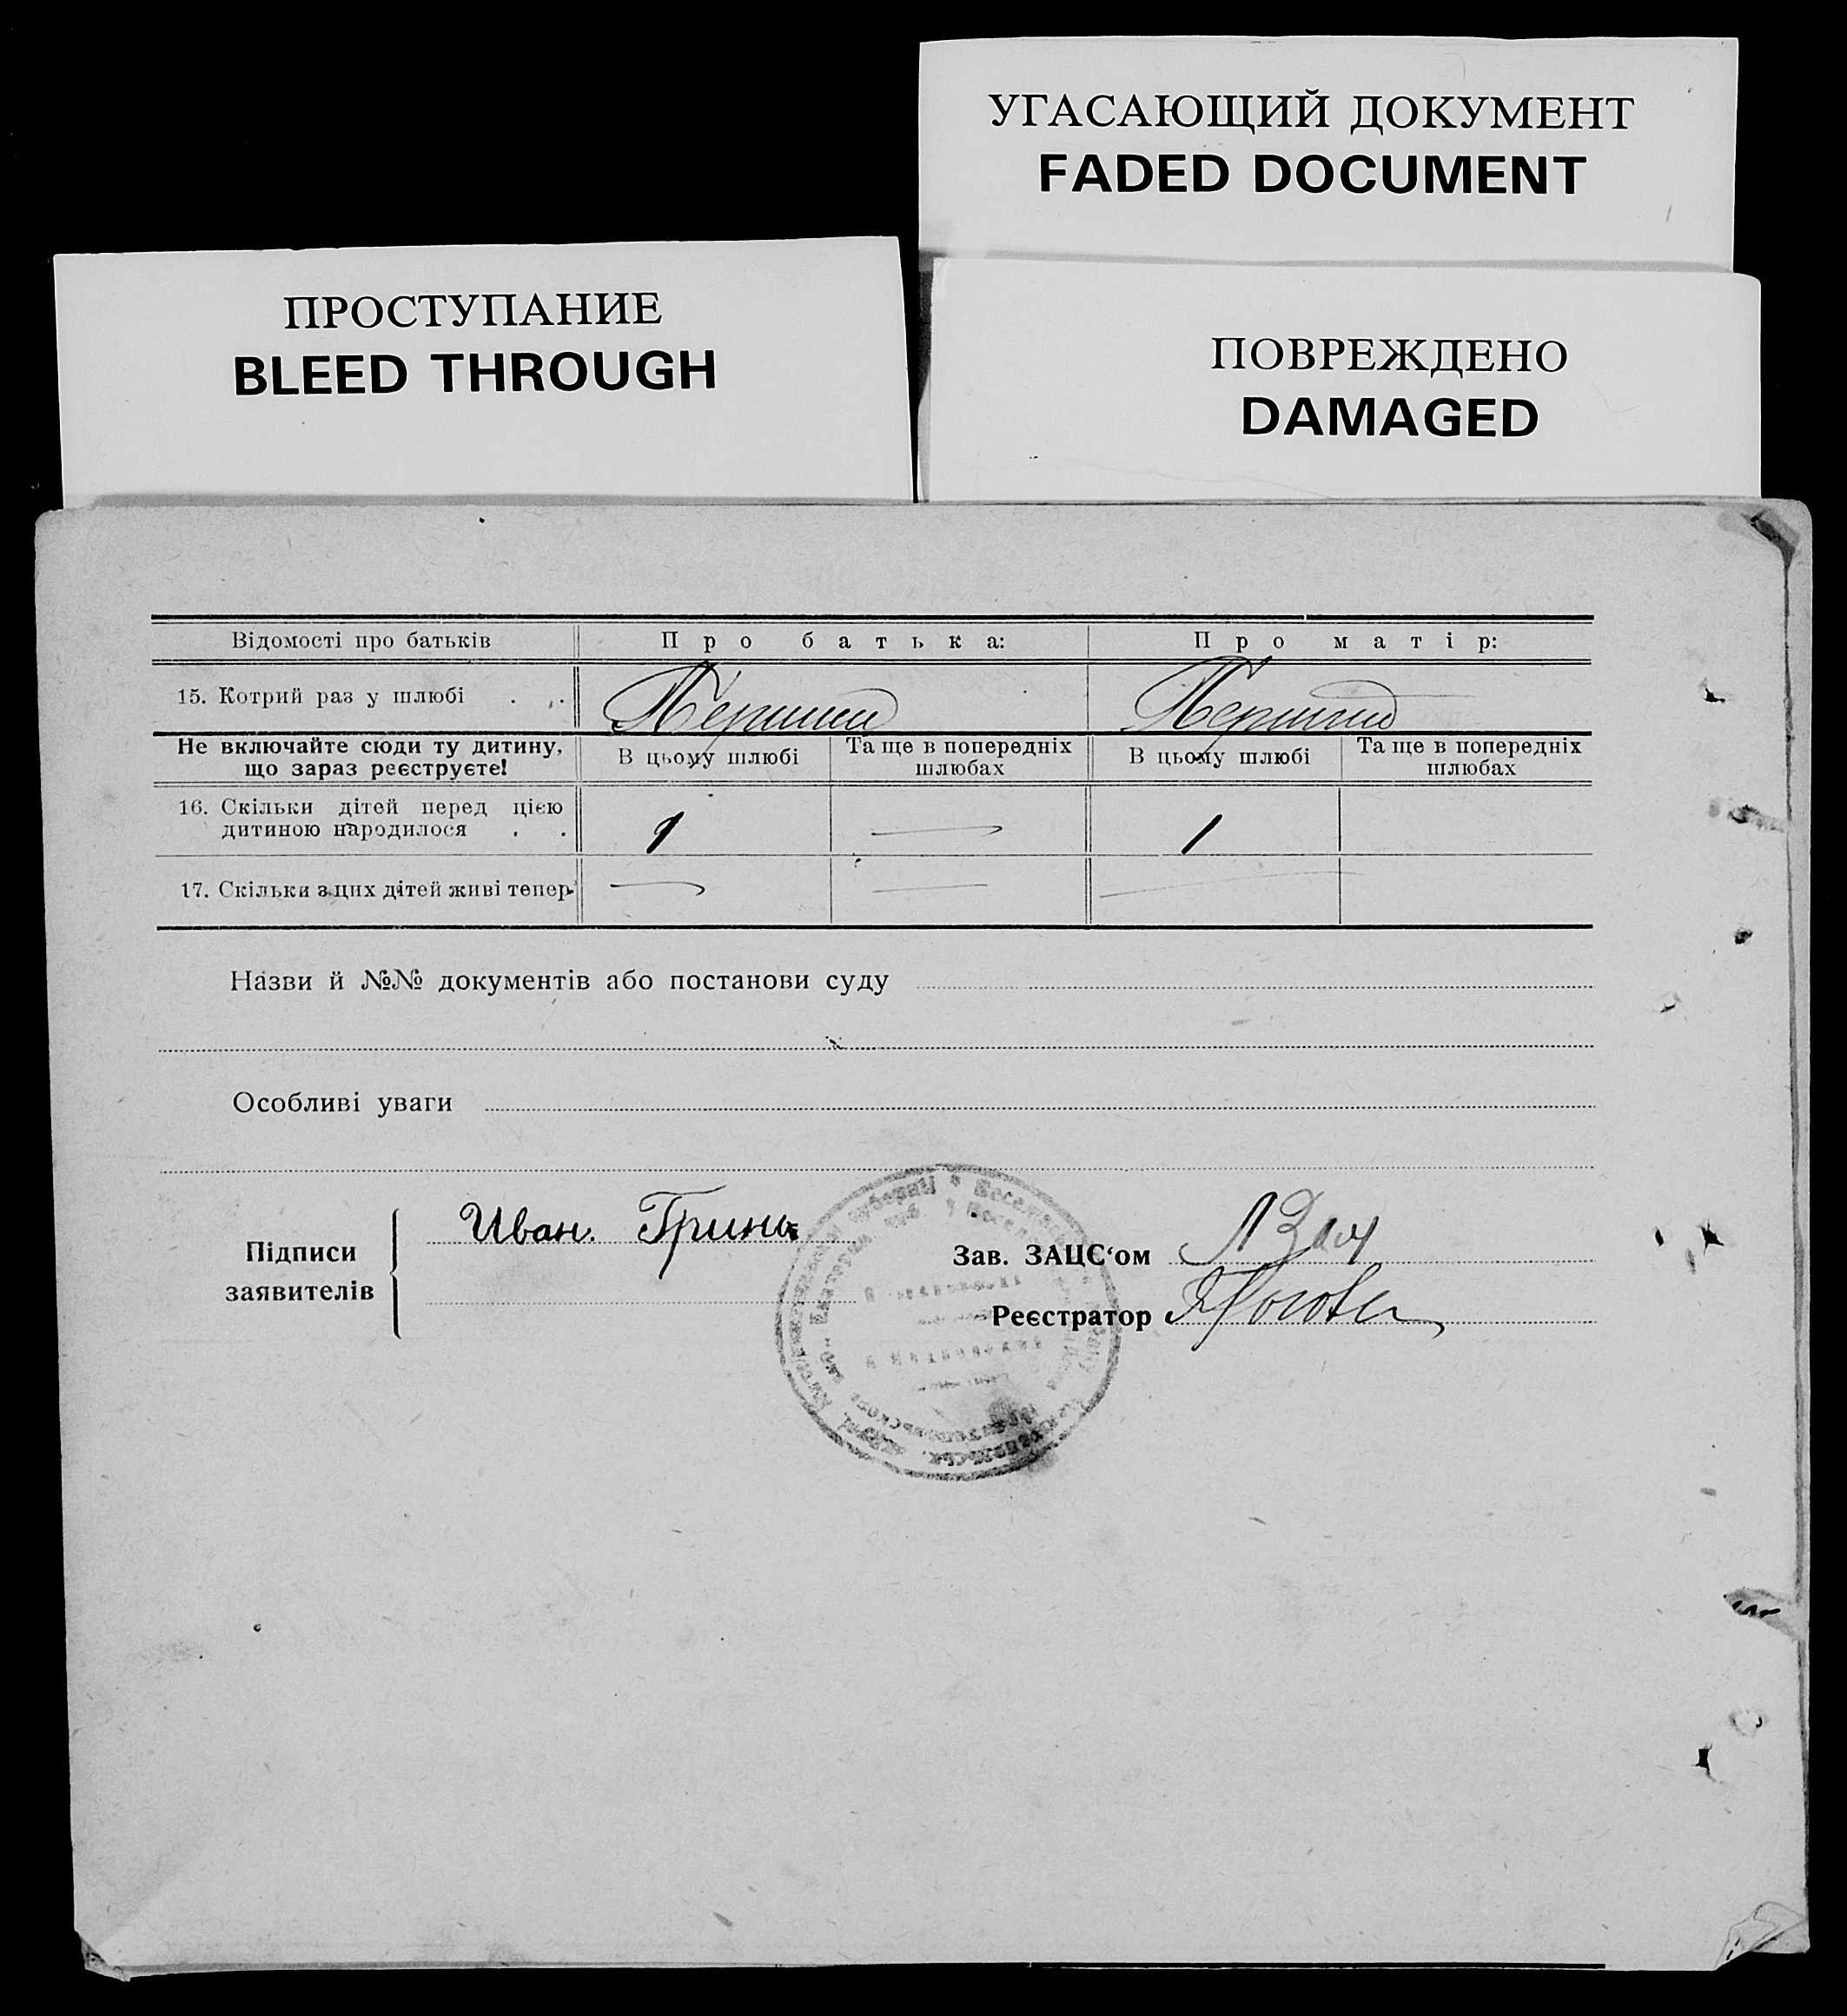 УГАСАЮЩИЙ ДОКУМЕНТ
FADED DOCUMENT
ПРОСТУПАНИЕ
BLEED THROUGH
ПОВРЕЖДЕНО
DAMAGED
Відомості про батьків Про батька: Про матір:
15. Котрий раз у шлюбі . . Перший Перший
Не включайте сюди ту дитину, що зараз реєструєте! В цьому шлюбі Та ще в попередніх шлюбах В цьому шлюбі Та ще в попередніх шлюбах
16. Скільки дітей перед цією
дитиною народилося . . 1 — 1
17. Скільки з цих дітей живі тепер — — —
Назви й №№ документів або постанови суду
Особливі уваги
Підписи заявителів
Иван. Гринь
Зав. ЗАЦС‘ом
Реєстратор